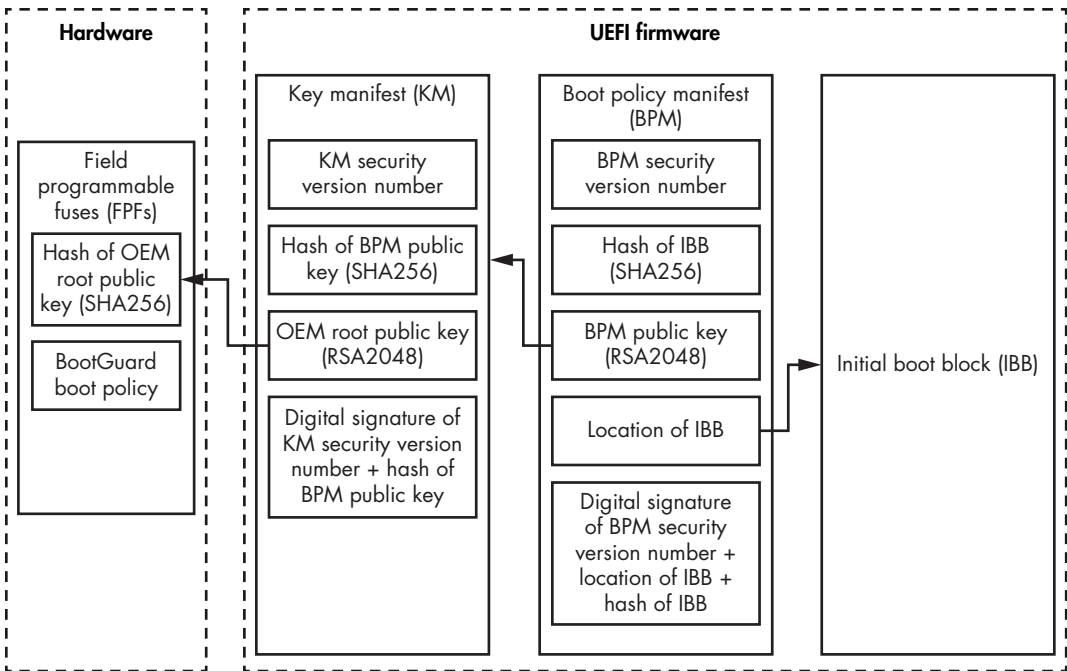 Hardware
UEFI firmware
Field
programmable
fuses (FPFs)
Hash of OEM
root public
key (SHA256)
BootGuard
boot policy
Key manifest (KM)
KM security
version number
Hash of BPM public
key (SHA256)
OEM root public key
(RSA2048)
Digital signature of
KM security version
number + hash of
BPM public key
Boot policy manifest
(BPM)
BPM security
version number
Hash of IBB
(SHA256)
BPM public key
(RSA2048)
Location of IBB
Digital signature
of BPM security
version number +
location of IBB +
hash of IBB
Initial boot block (IBB)